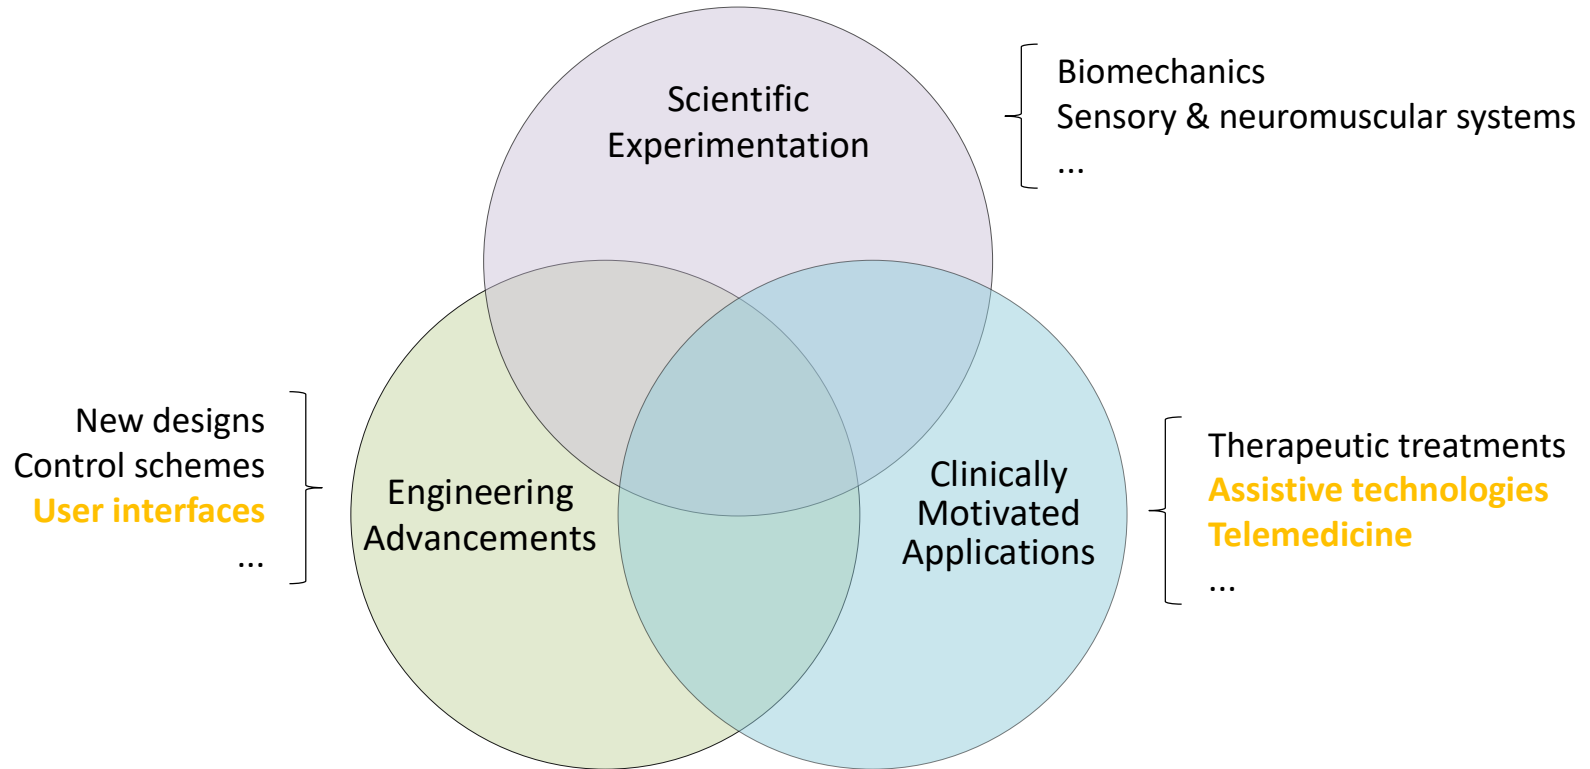 Scientific
Experimentation
Biomechanics
Sensory & neuromuscular systems
...
New designs
Control schemes
User interfaces
...
Engineering
Advancements
Clinically
Motivated
Applications
Therapeutic treatments
Assistive technologies
Telemedicine
...